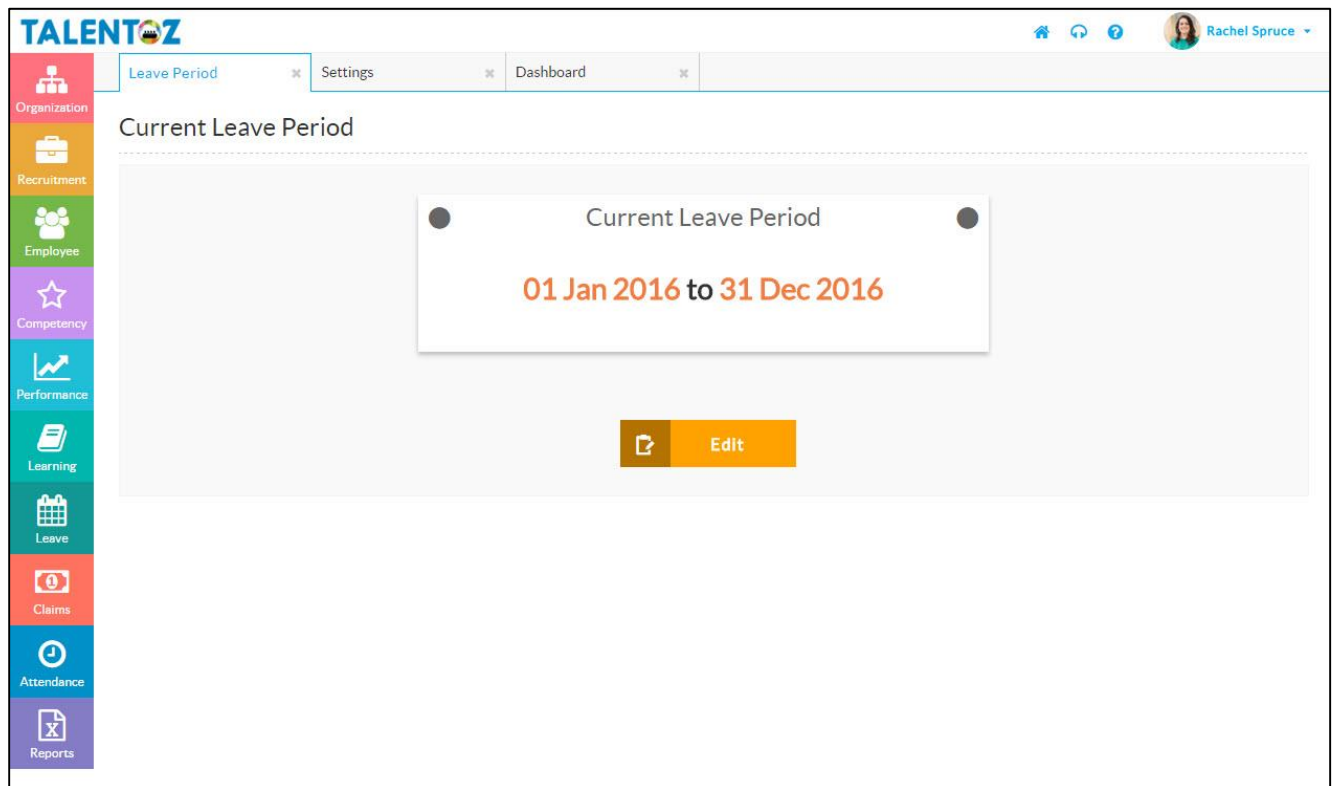 TALENTOZ
Rachel Spruce
Leave Period
Settings
Dashboard
Organization
Recruitment
Employee
Competency
Performance
Learning
Leave
Claims
Attendance
Reports
Current Leave Period
Current Leave Period
01 Jan 2016 to 31 Dec 2016
Edit